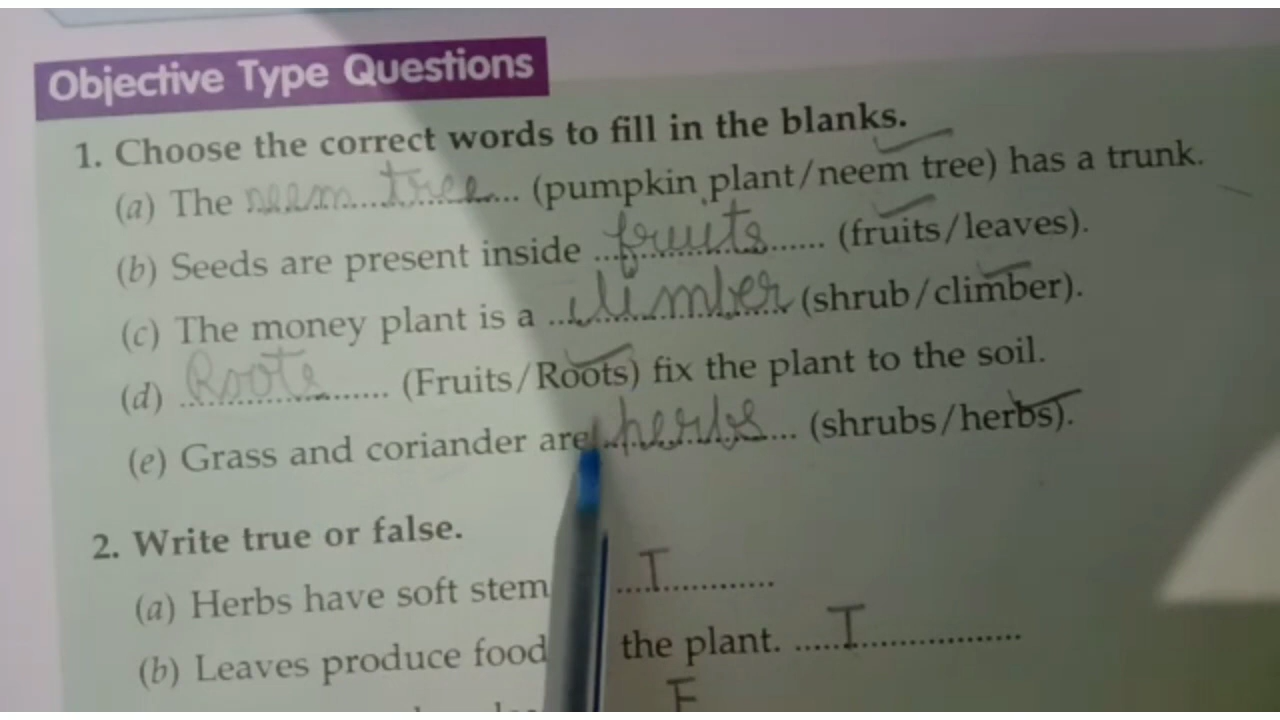 Objective Type Questions
1. Choose the correct words to fill in the blanks.
(a) The neem tree (pumpkin plant/neem tree) has a trunk.
(b) Seeds are present inside fruits (fruits/leaves).
(c) The money plant is a climber (shrub/climber).
(d) Roots (Fruits/Roots) fix the plant to the soil.
(e) Grass and coriander are herbs (shrubs/herbs).
2. Write true or false.
(a) Herbs have soft stem T
(b) Leaves produce food the plant. T
F